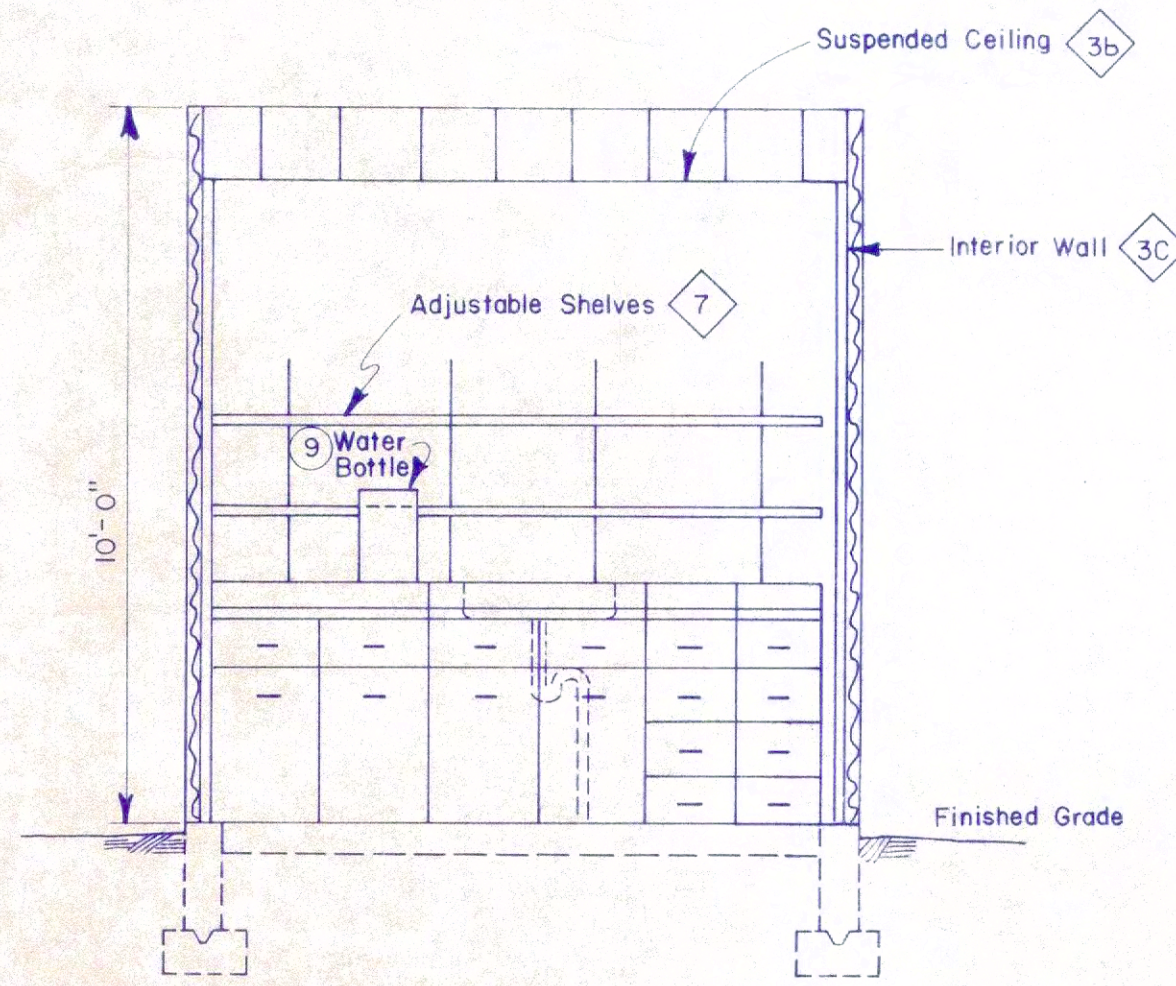 Suspended Ceiling 3b
Interior Wall 3C
Adjustable Shelves 7
9 Water
Bottle
10'-0"
Finished Grade